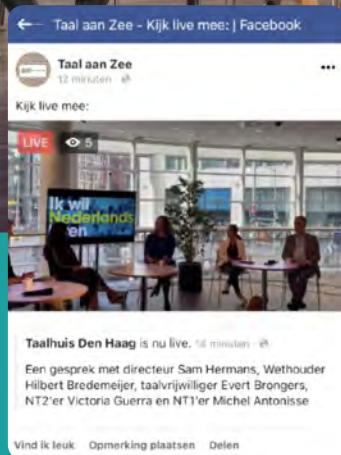 Taal aan Zee - Kijk live mee: | Facebook
Taal aan Zee
12 minuten
Kijk live mee:
LIVE 5
Ik wil
Nederlands
Taalhuis Den Haag is nu live. 14 minuten
Een gesprek met directeur Sam Hermans, Wethouder
Hilbert Bredemeijer, taalvrijwilliger Evert Brongers,
NT2'er Victoria Guerra en NT1'er Michel Antonisse
Vind ik leuk Opmerking plaatsen Delen